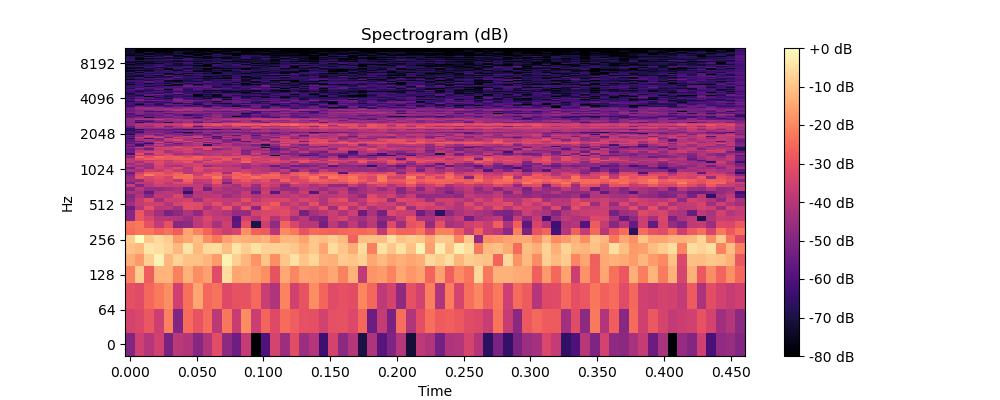 Spectrogram (dB)
Hz
8192
4096
2048
1024
512
256
128
64
0
0.000 0.050 0.100 0.150 0.200 0.250 0.300 0.350 0.400 0.450
Time
+0 dB
-10 dB
-20 dB
-30 dB
-40 dB
-50 dB
-60 dB
-70 dB
-80 dB